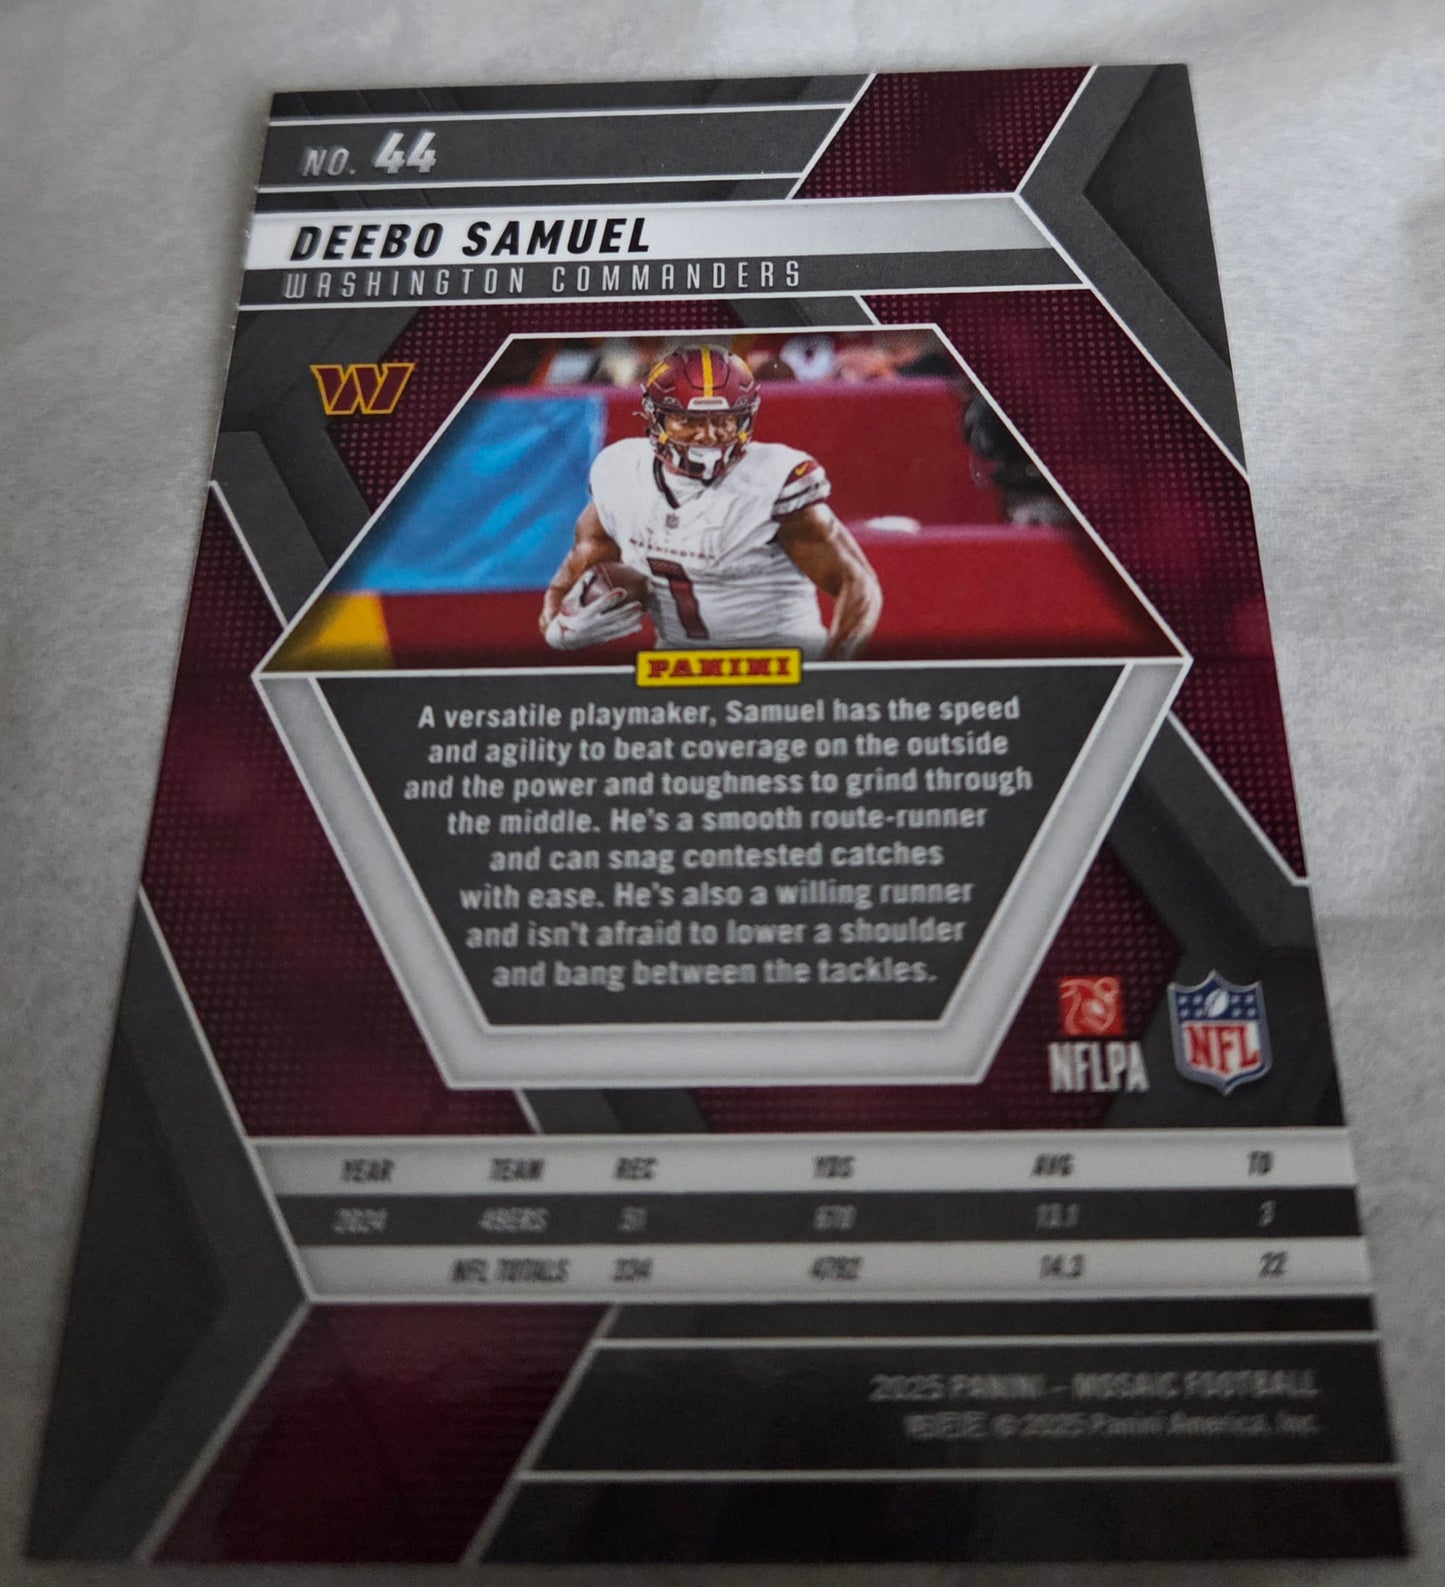 NO. 44
DEEBO SAMUEL
WASHINGTON COMMANDERS
W
WASHINGTON
1
PANINI
A versatile playmaker, Samuel has the speed
and agility to beat coverage on the outside
and the power and toughness to grind through
the middle. He's a smooth route-runner
and can snag contested catches
with ease. He's also a willing runner
and isn't afraid to lower a shoulder
and bang between the tackles.
NFLPA
NFL
YEAR TEAM REC YDS AVG TD
2024 49ERS 51 670 13.1 3
NFL TOTALS 334 4792 14.3 22
2025 PANINI – MOSAIC FOOTBALL
© 2025 Panini America, Inc.